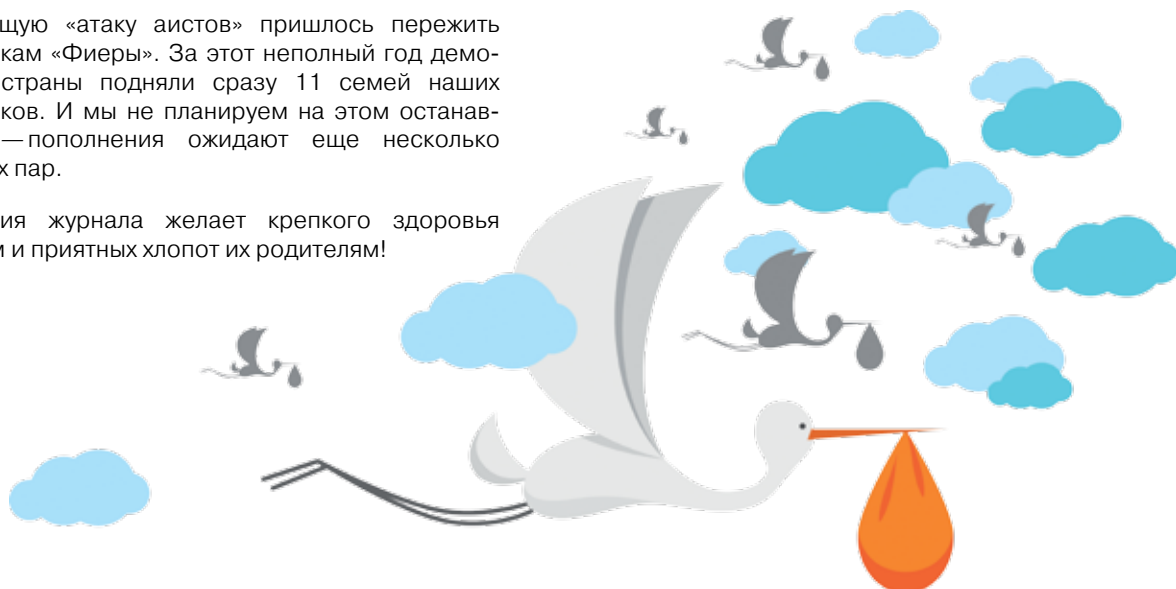 щую «атаку аистов» пришлось пережить
кам «Фиеры». За этот неполный год демо-
страны подняли сразу 11 семей наших
ков. И мы не планируем на этом останав-
— пополнения ожидают еще несколько
х пар.
ия журнала желает крепкого здоровья
м и приятных хлопот их родителям!